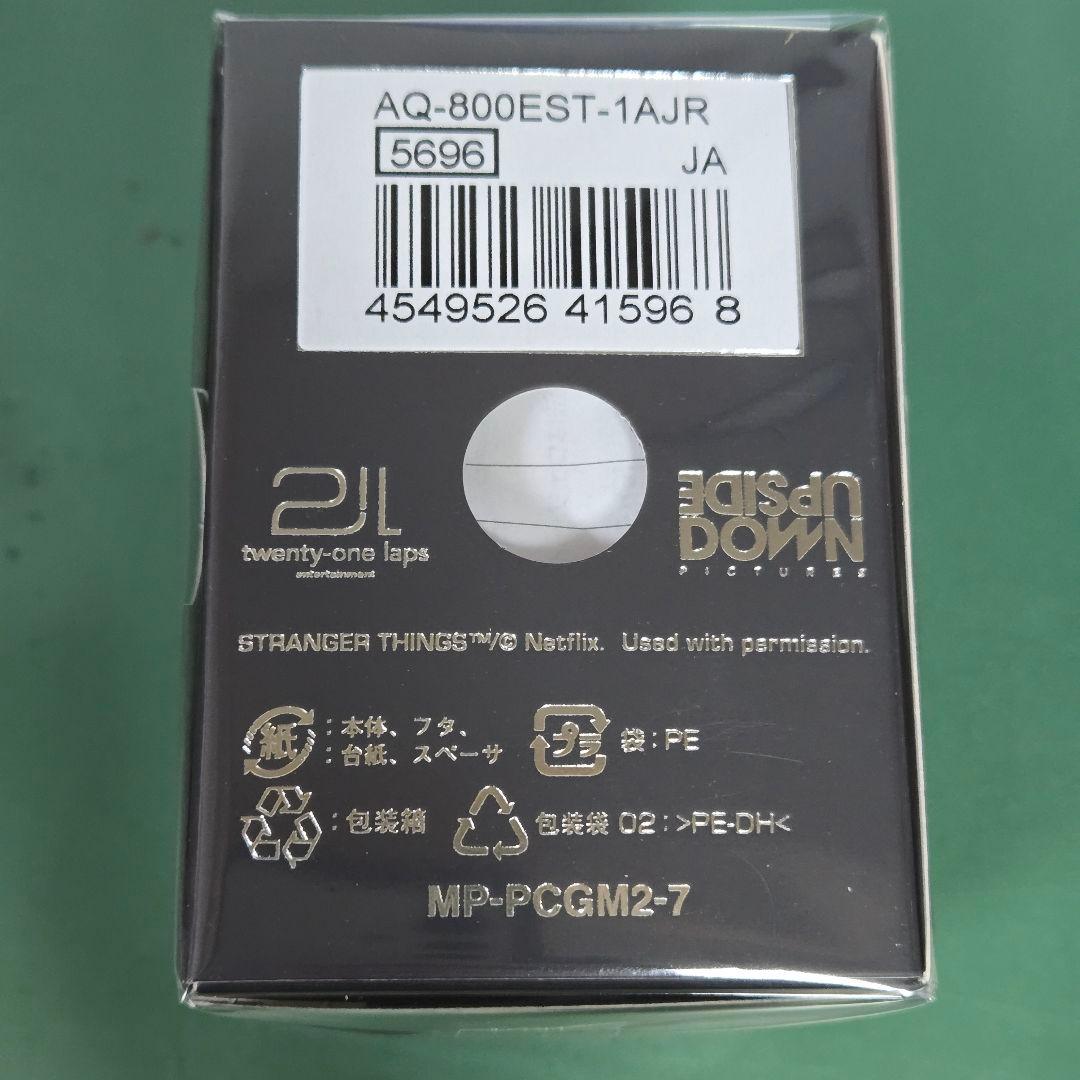 AQ-800EST-1AJR
5696 JA
4549526 41596 8
21L
twenty-one laps
entertainment
UPSIDE
DOWN
PICTURES
STRANGER THINGS™/© Netflix. Used with permission.
紙 :本体、フタ、
:台紙、スペーサ
プラ 袋:PE
:包装箱
包装袋 02:>PE-DH<
MP-PCGM2-7